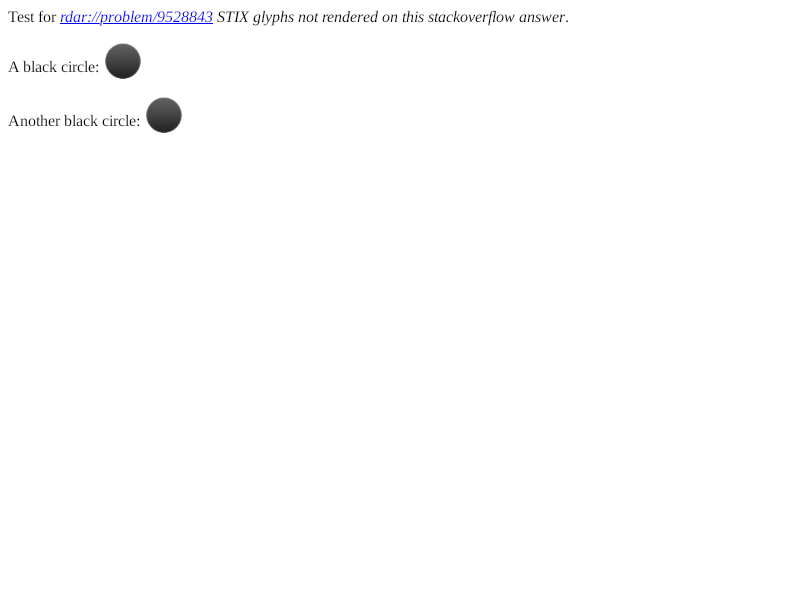 Test for rdar://problem/9528843 STIX glyphs not rendered on this stackoverflow answer.
A black circle: ⚫
Another black circle: ⚫